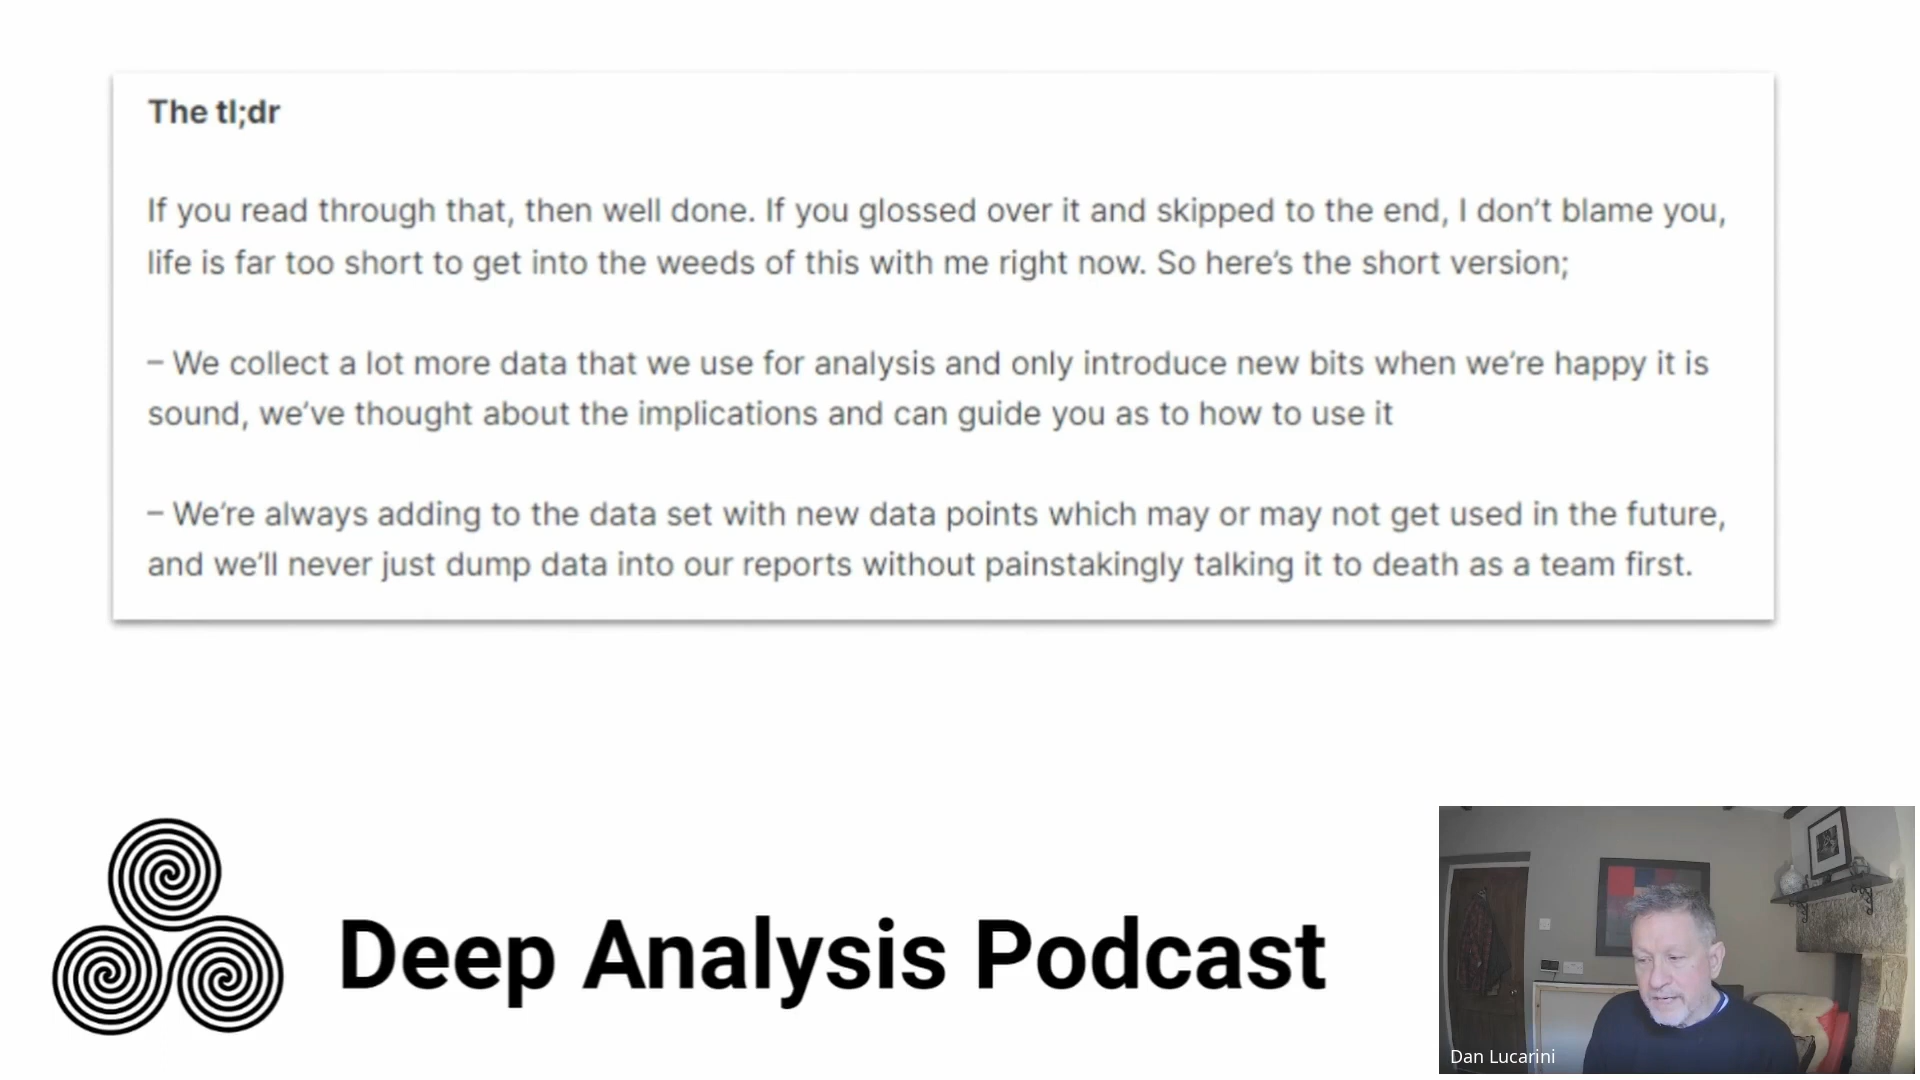 The tl;dr
If you read through that, then well done. If you glossed over it and skipped to the end, I don’t blame you,
life is far too short to get into the weeds of this with me right now. So here’s the short version;
– We collect a lot more data that we use for analysis and only introduce new bits when we’re happy it is
sound, we’ve thought about the implications and can guide you as to how to use it
– We’re always adding to the data set with new data points which may or may not get used in the future,
and we’ll never just dump data into our reports without painstakingly talking it to death as a team first.
Deep Analysis Podcast
Dan Lucarini